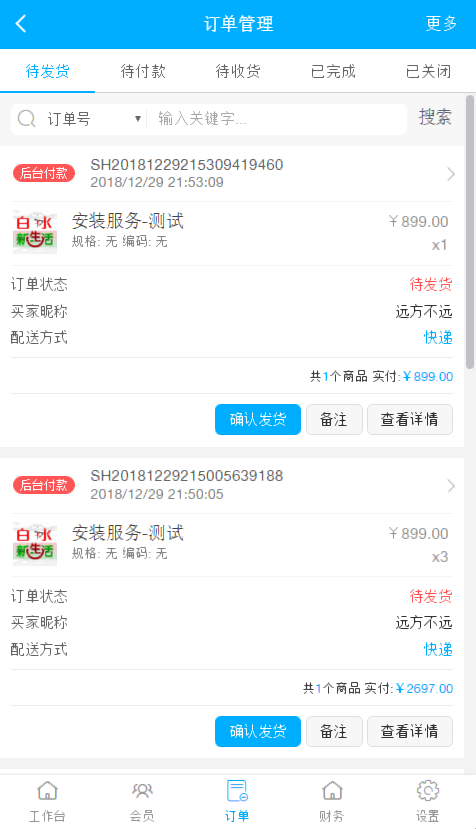 订单管理 更多
待发货 待付款 待收货 已完成 已关闭
订单号 ▼ 输入关键字... 搜索
后台付款 SH20181229215309419460
2018/12/29 21:53:09
白水
新生活
安装服务-测试 ￥899.00
规格: 无 编码: 无 x1
订单状态 待发货
买家昵称 远方不远
配送方式 快递
共1个商品 实付:￥899.00
确认发货 备注 查看详情
后台付款 SH20181229215005639188
2018/12/29 21:50:05
白水
新生活
安装服务-测试 ￥899.00
规格: 无 编码: 无 x3
订单状态 待发货
买家昵称 远方不远
配送方式 快递
共1个商品 实付:￥2697.00
确认发货 备注 查看详情
工作台 会员 订单 财务 设置